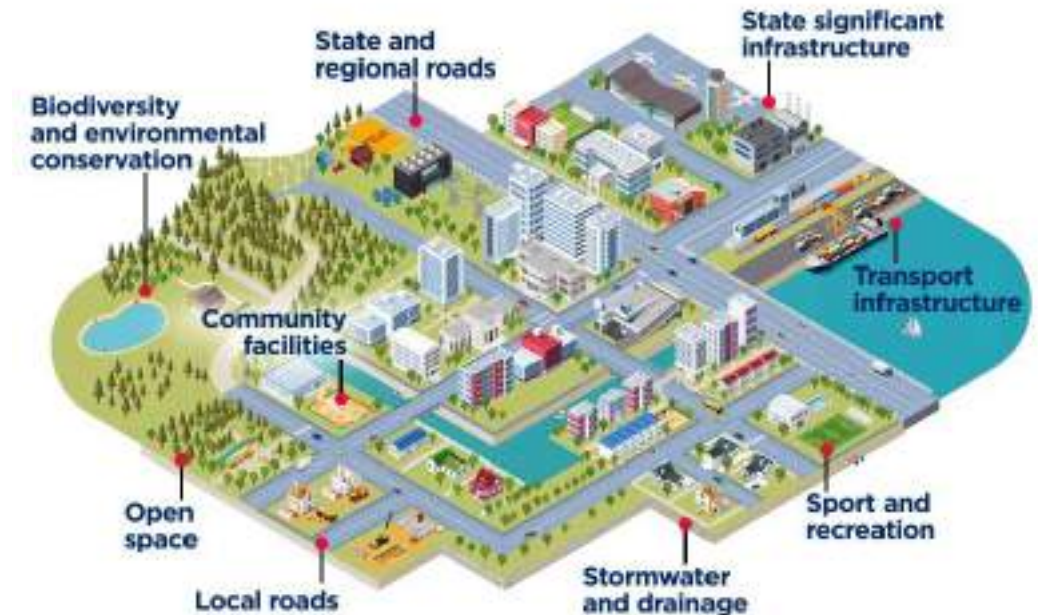 State and
regional roads
State significant
infrastructure
Biodiversity
and environmental
conservation
Transport
infrastructure
Community
facilities
Open
space
Sport and
recreation
Local roads
Stormwater
and drainage